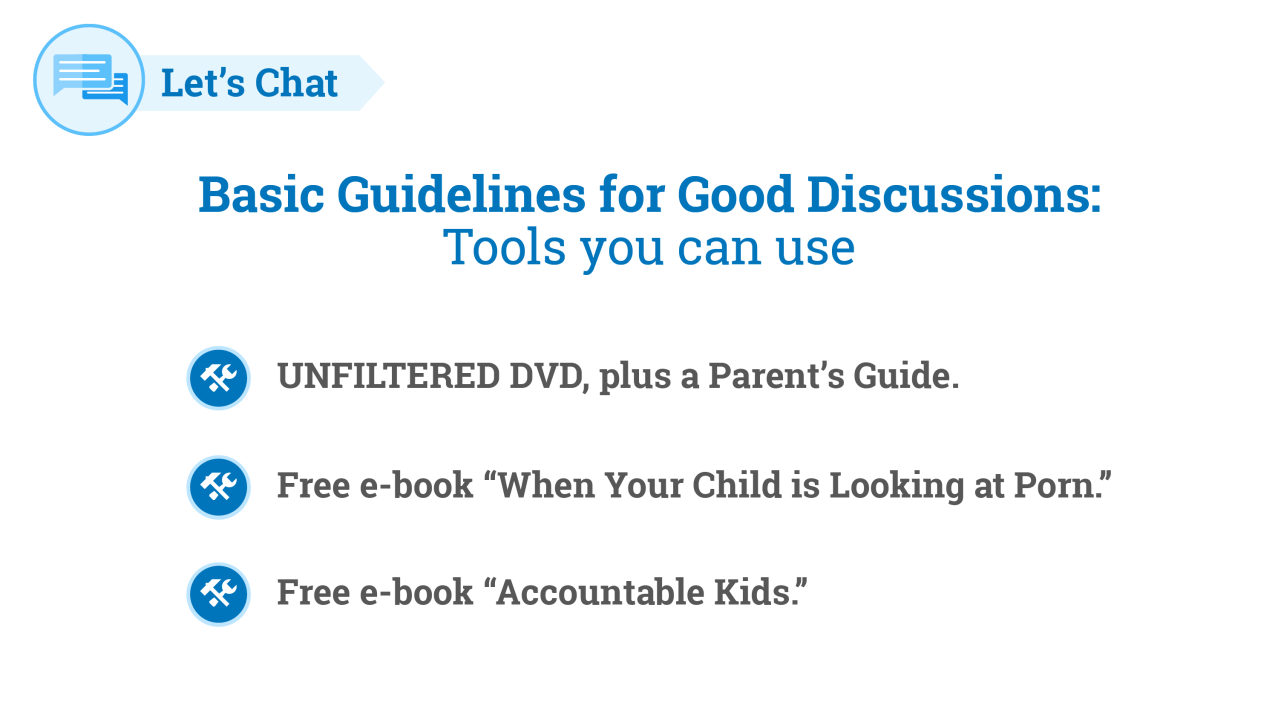 Let’s Chat
Basic Guidelines for Good Discussions:
Tools you can use
UNFILTERED DVD, plus a Parent’s Guide.
Free e-book “When Your Child is Looking at Porn.”
Free e-book “Accountable Kids.”